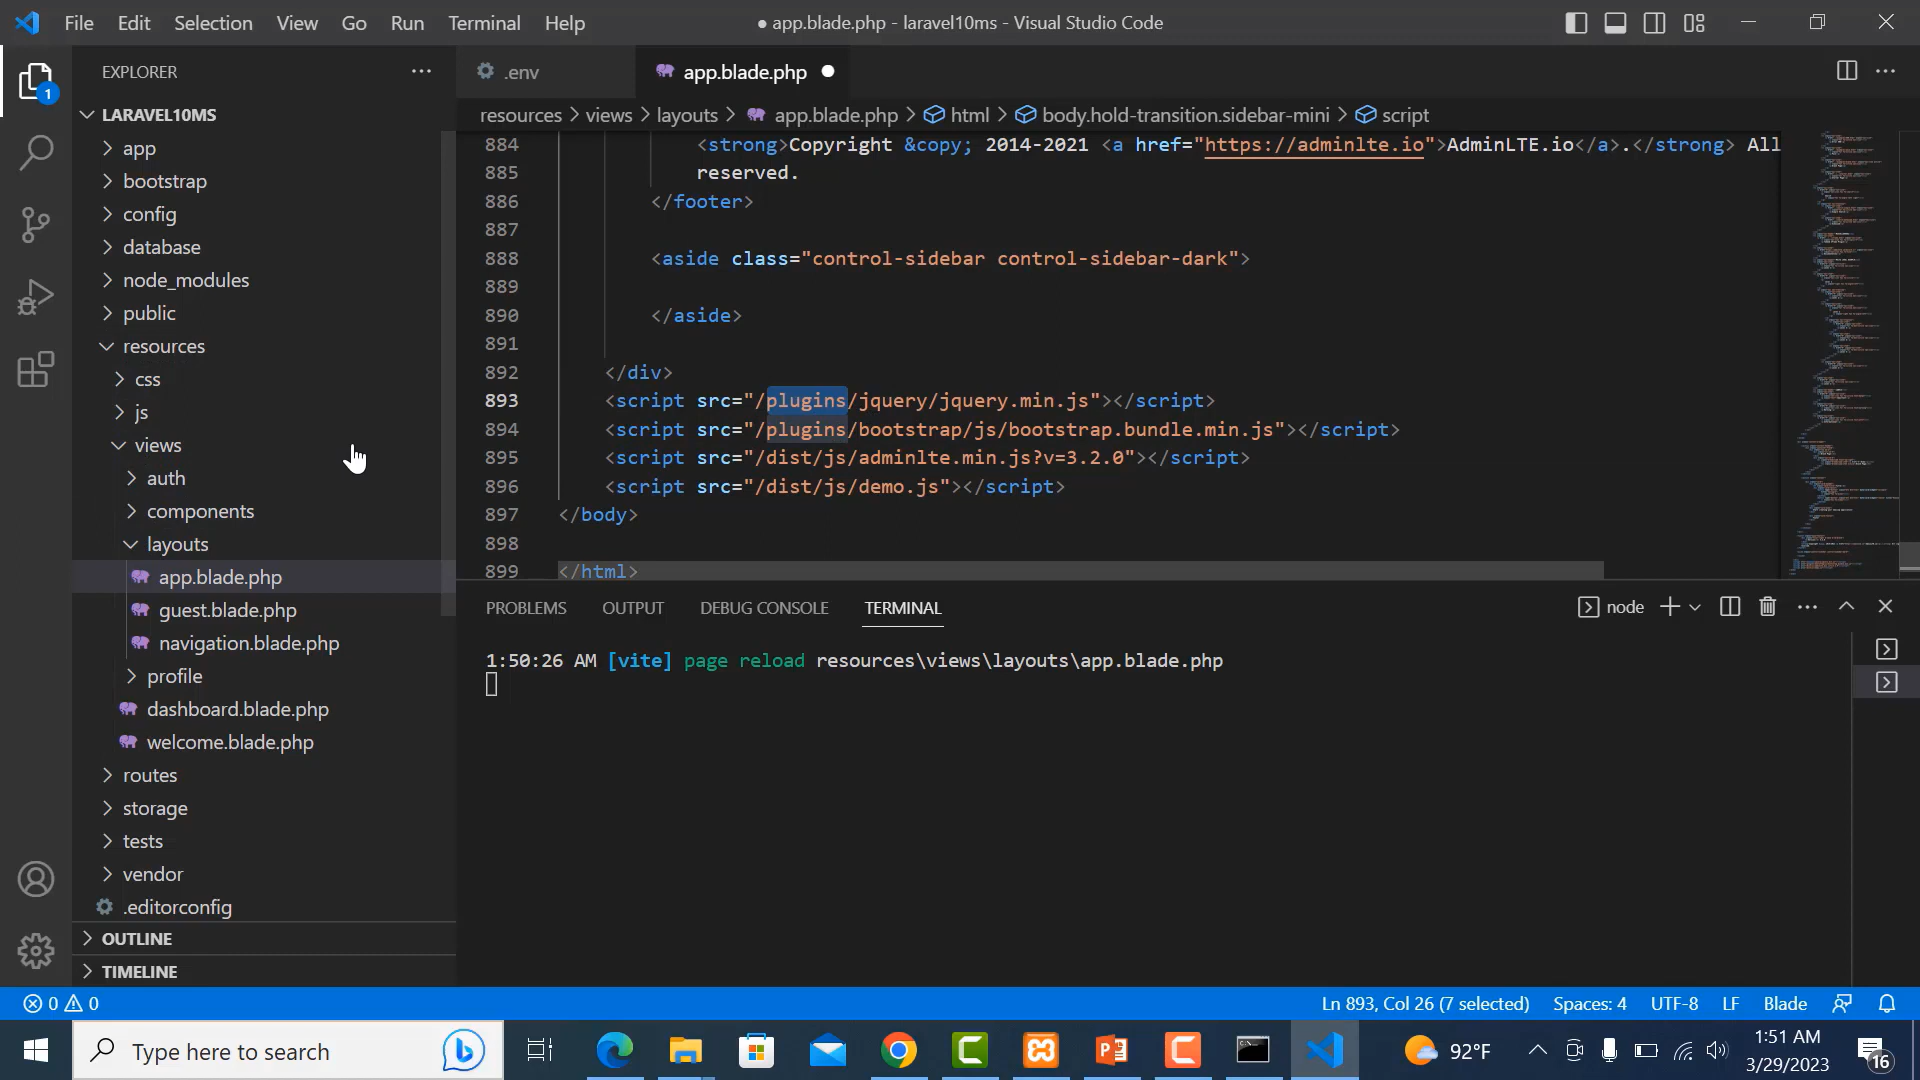 File Edit Selection View Go Run Terminal Help
● app.blade.php - laravel10ms - Visual Studio Code
EXPLORER
1
LARAVEL10MS
app
bootstrap
config
database
node_modules
public
resources
css
js
views
auth
components
layouts
app.blade.php
guest.blade.php
navigation.blade.php
profile
dashboard.blade.php
welcome.blade.php
routes
storage
tests
vendor
.editorconfig
OUTLINE
TIMELINE
.env
app.blade.php
resources > views > layouts > app.blade.php > html > body.hold-transition.sidebar-mini > script
884 <strong>Copyright &copy; 2014-2021 <a href="https://adminlte.io">AdminLTE.io</a>.</strong> All
885 reserved.
886 </footer>
887
888 <aside class="control-sidebar control-sidebar-dark">
889
890 </aside>
891
892 </div>
893 <script src="/plugins/jquery/jquery.min.js"></script>
894 <script src="/plugins/bootstrap/js/bootstrap.bundle.min.js"></script>
895 <script src="/dist/js/adminlte.min.js?v=3.2.0"></script>
896 <script src="/dist/js/demo.js"></script>
897 </body>
898
899 </html>
PROBLEMS OUTPUT DEBUG CONSOLE TERMINAL
node
1:50:26 AM [vite] page reload resources\views\layouts\app.blade.php
0 0
Ln 893, Col 26 (7 selected) Spaces: 4 UTF-8 LF Blade
Type here to search
92°F
1:51 AM
3/29/2023
16